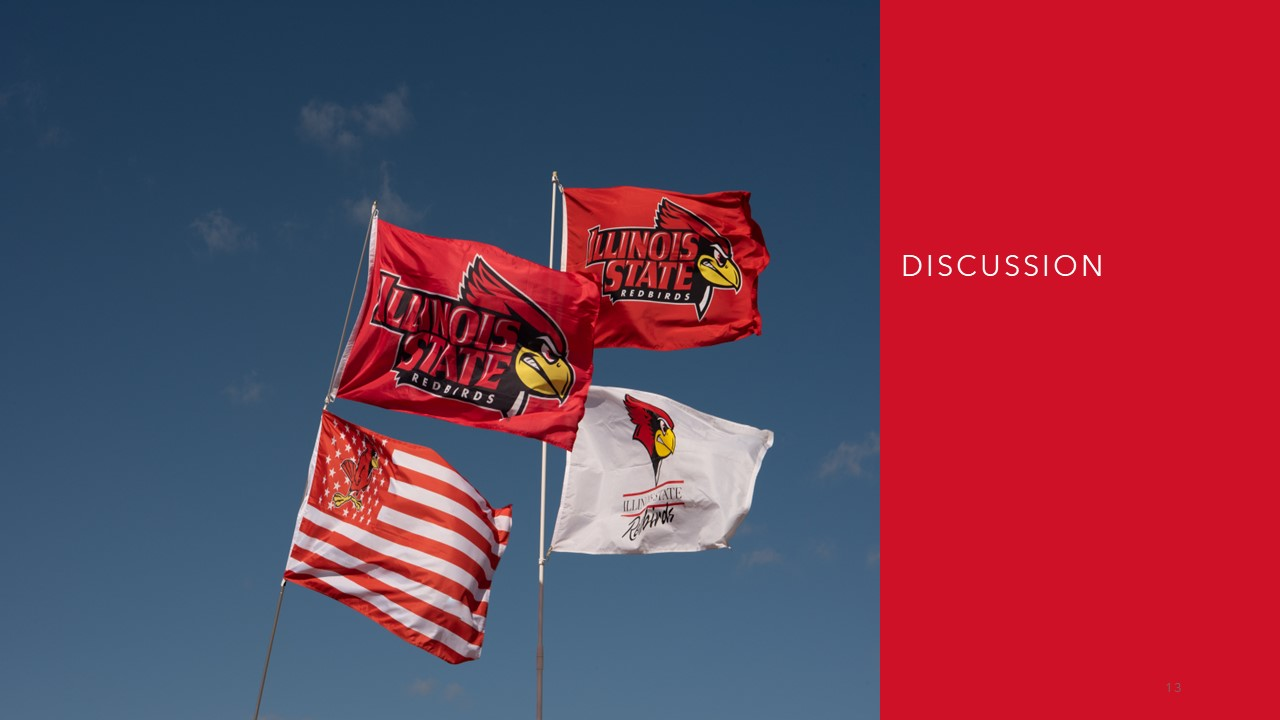 ILLINOIS
STATE
REDBIRDS
ILLINOIS
STATE
REDBIRDS
Redbirds
DISCUSSION
13